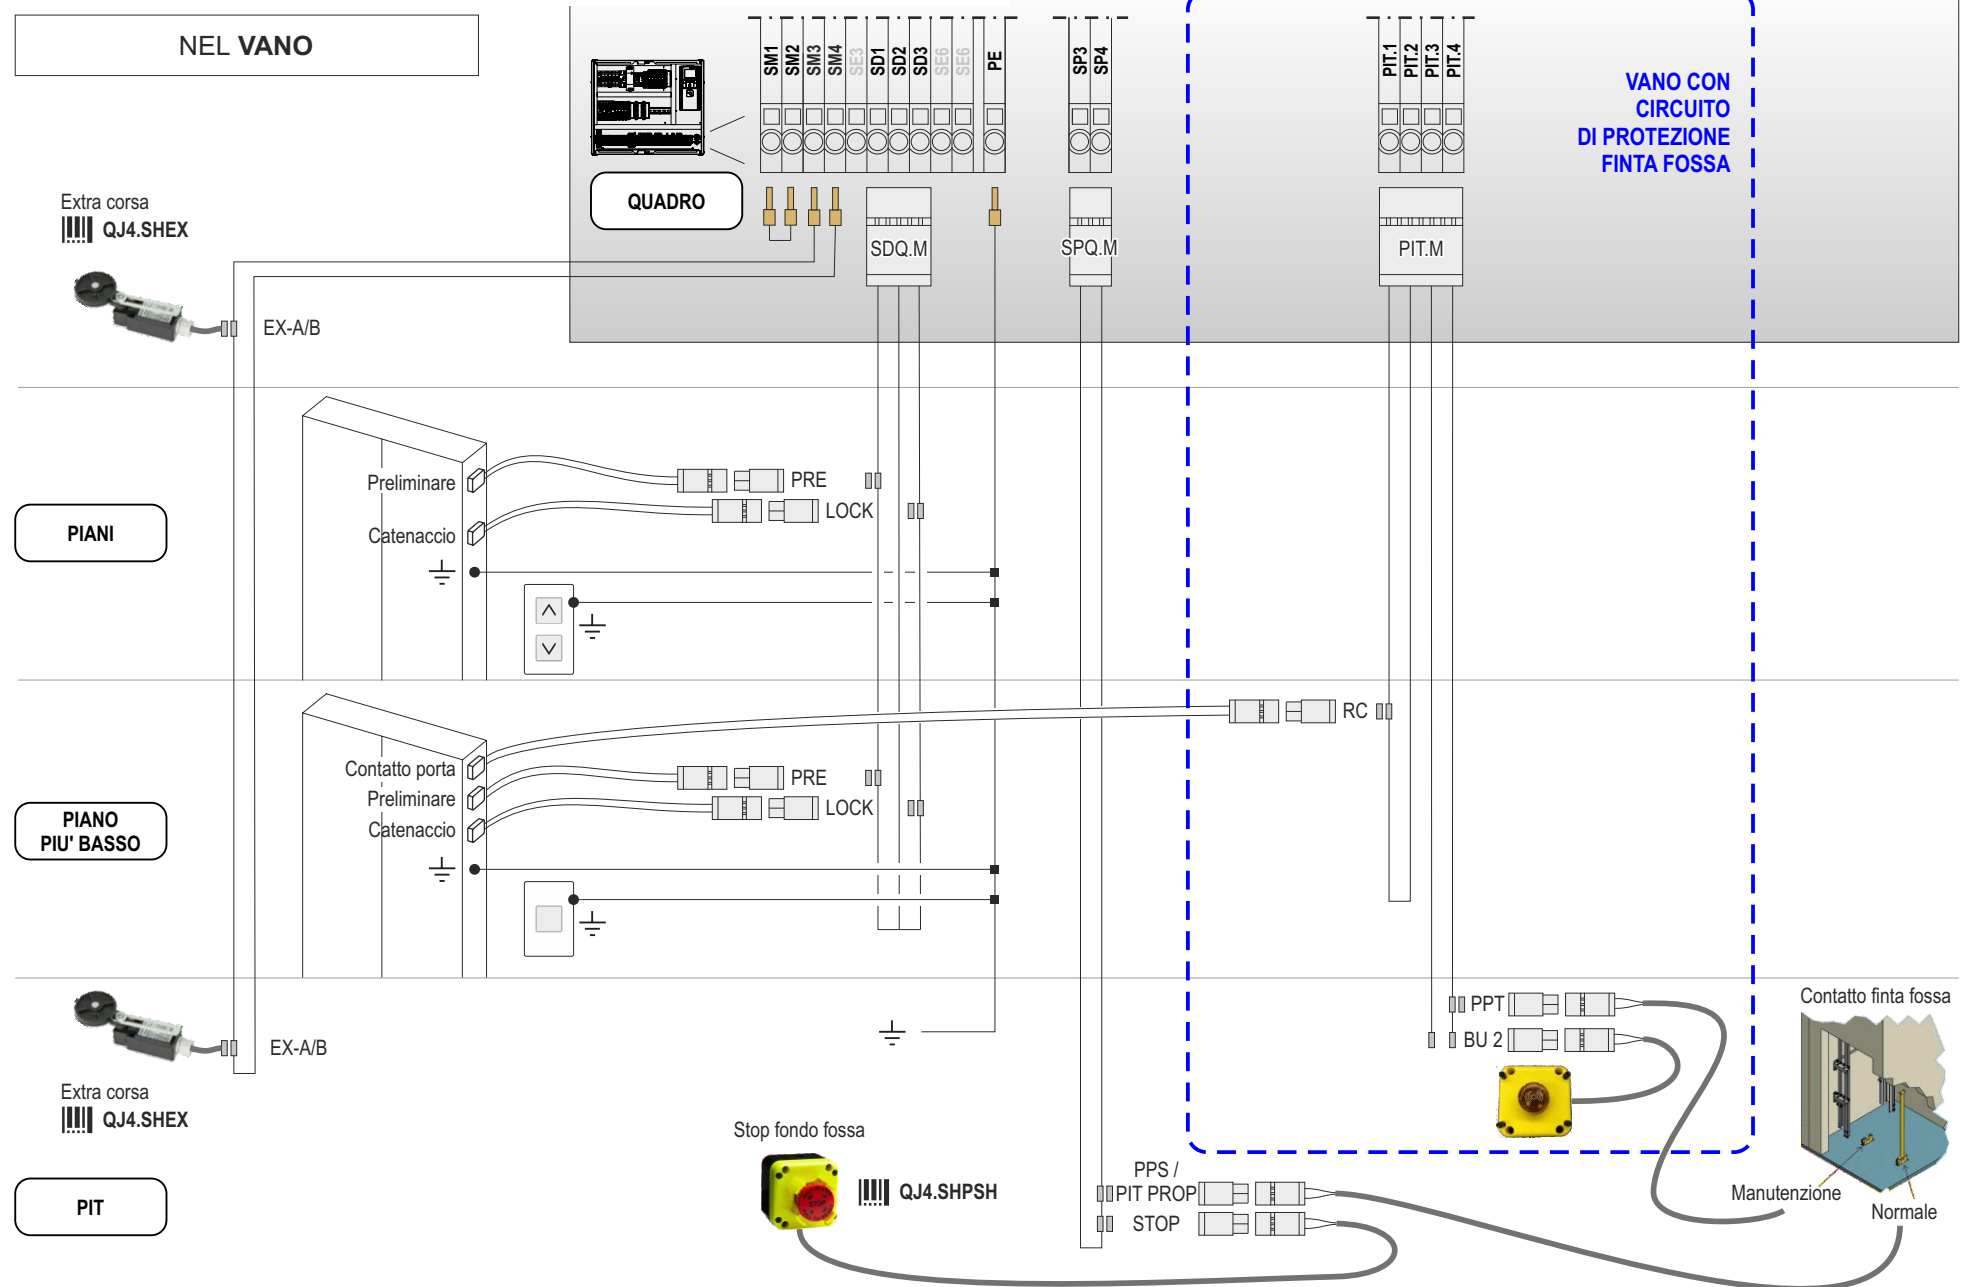 NEL VANO
SM1
SM2
SM3
SM4
SE3
SD1
SD2
SD3
SE6
SE6
PE
SP3
SP4
PIT.1
PIT.2
PIT.3
PIT.4
VANO CON
CIRCUITO
DI PROTEZIONE
FINTA FOSSA
QUADRO
Extra corsa
QJ4.SHEX
SDQ.M
SPQ.M
PIT.M
EX-A/B
Preliminare
PRE
LOCK
Catenaccio
PIANI
RC
Contatto porta
PRE
Preliminare
LOCK
Catenaccio
PIANO
PIU' BASSO
PPT
BU 2
Contatto finta fossa
EX-A/B
Extra corsa
QJ4.SHEX
Stop fondo fossa
STOP
QJ4.SHPSH
PPS /
PIT PROP
STOP
Manutenzione
Normale
PIT